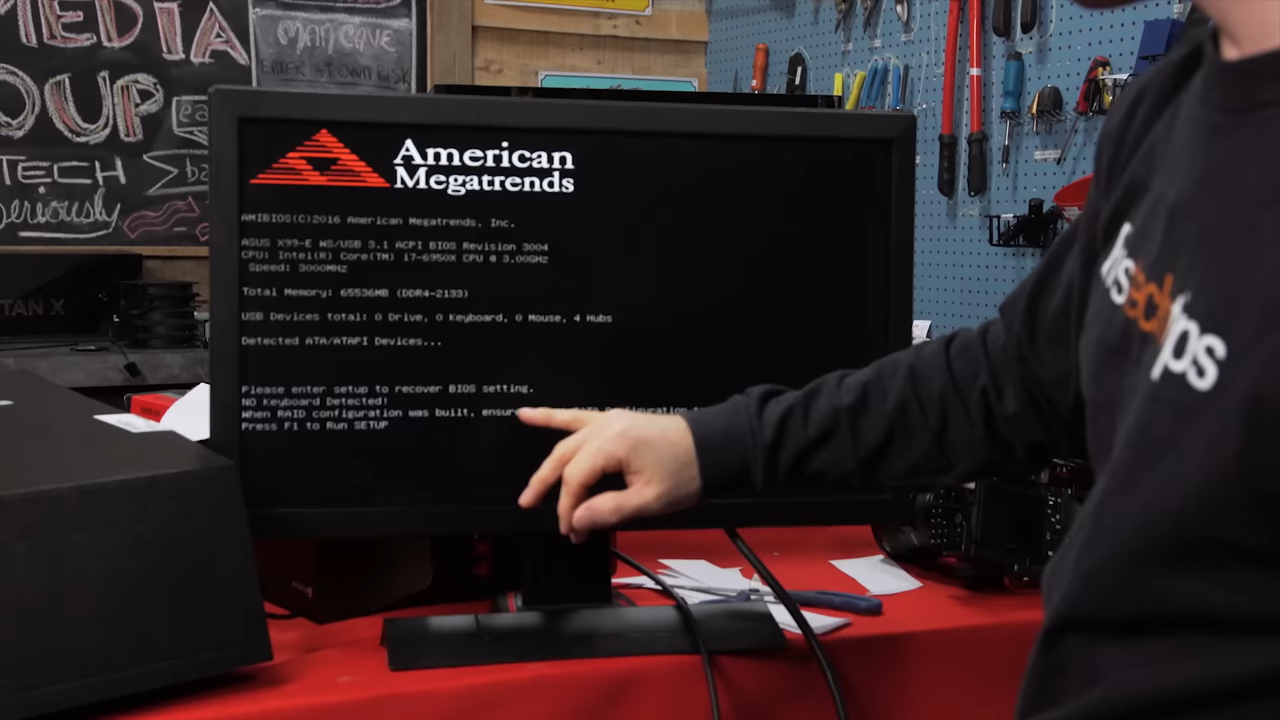 MEDIA
OUP
TECH
seriously
MAN CAVE
ENTER AT OWN RISK
TAN X
American
Megatrends
AMIBIOS(C)2016 American Megatrends, Inc.
ASUS X99-E WS/USB 3.1 ACPI BIOS Revision 3004
CPU: Intel(R) Core(TM) i7-6950X CPU @ 3.00GHz
Speed: 3000MHz
Total Memory: 65536MB (DDR4-2133)
USB Devices total: 0 Drive, 0 Keyboard, 0 Mouse, 4 Hubs
Detected ATA/ATAPI Devices...
Please enter setup to recover BIOS setting.
NO Keyboard Detected!
When RAID configuration was built, ensure SATA Configuration
Press F1 to Run SETUP